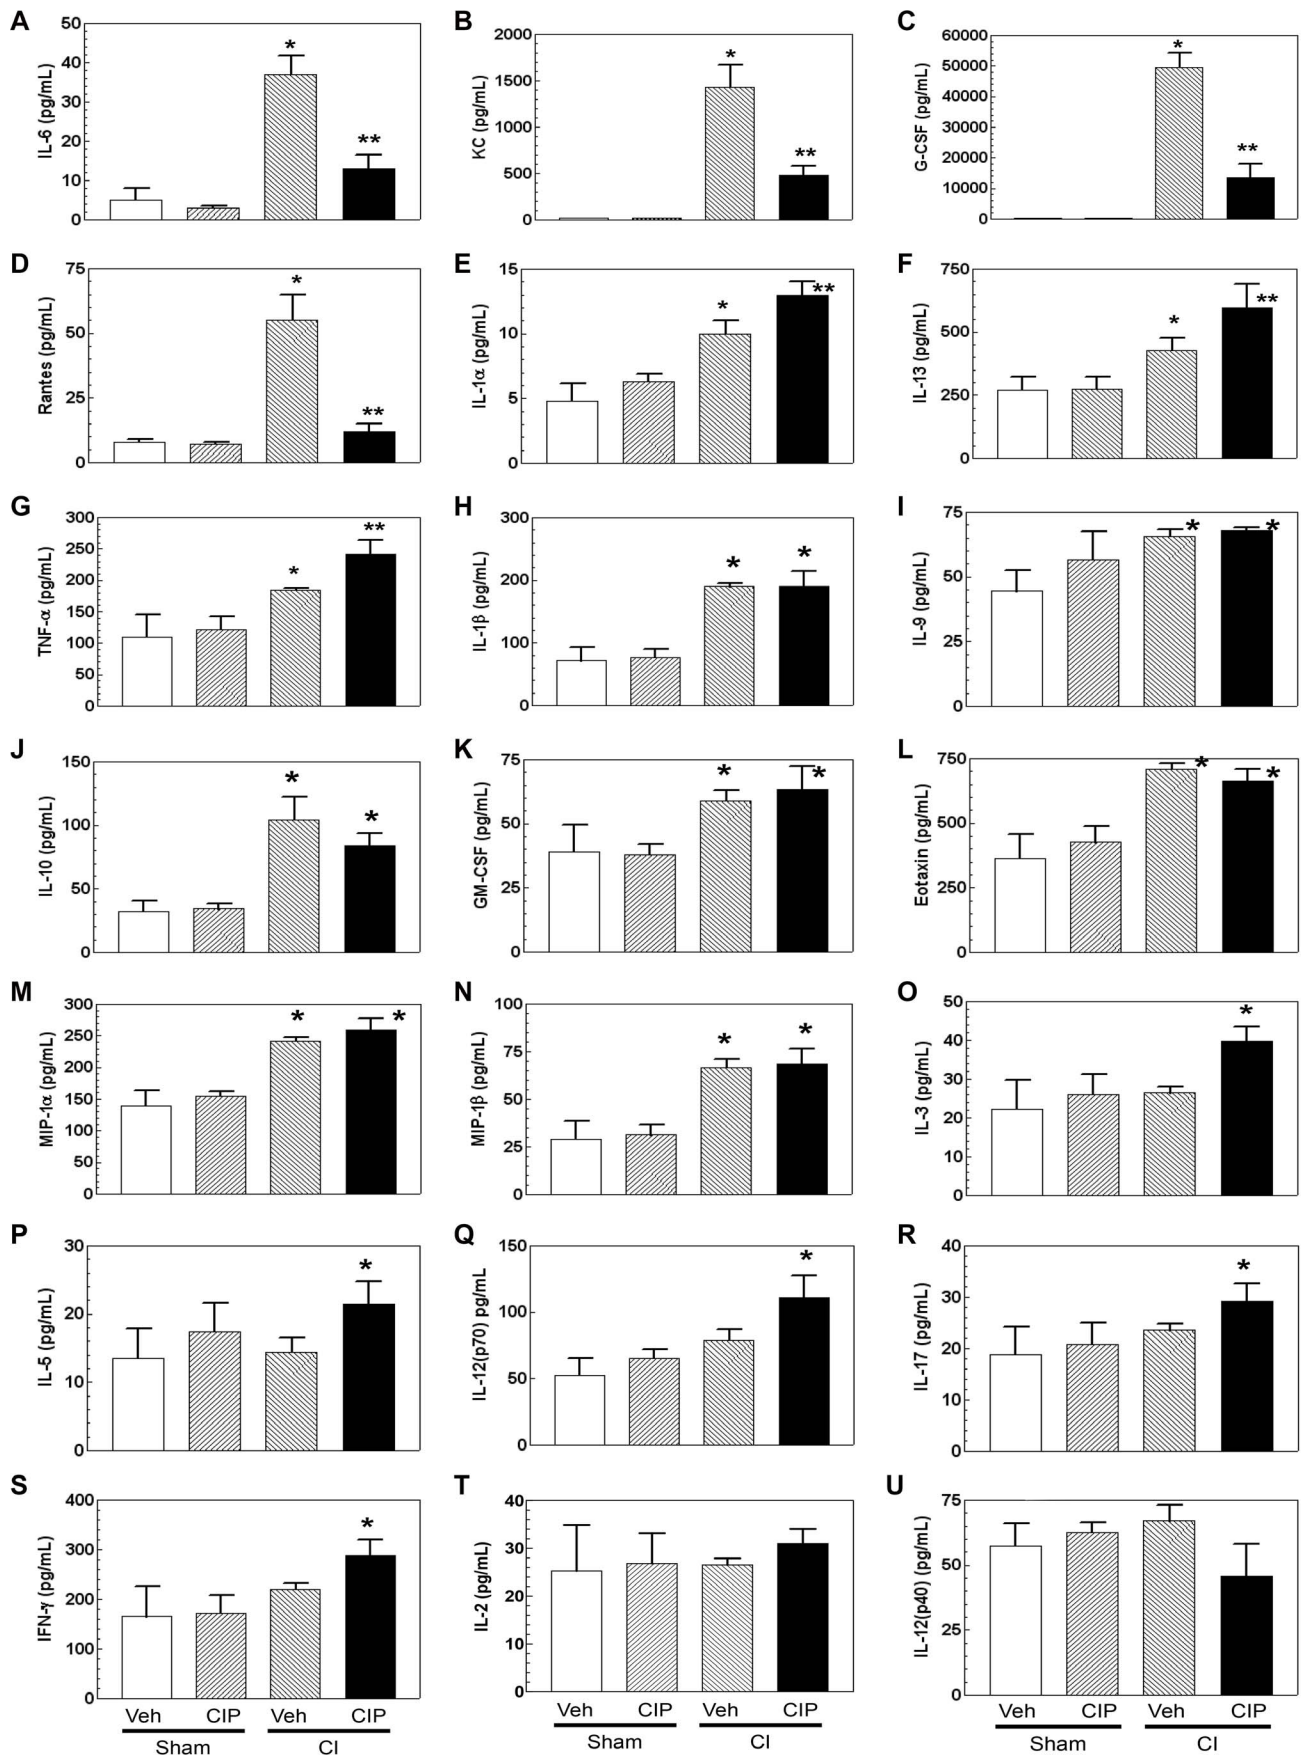 A
IL-6 (pg/mL)
50
40
30
20
10
0
*
**
B
KC (pg/mL)
2000
1500
1000
500
0
*
**
C
G-CSF (pg/mL)
60000
50000
40000
30000
20000
10000
0
*
**
D
Rantes (pg/mL)
75
50
25
0
*
**
E
IL-1α (pg/mL)
15
10
5
0
*
**
F
IL-13 (pg/mL)
750
500
250
0
*
**
G
TNF-α (pg/mL)
300
250
200
150
100
50
0
*
**
H
IL-1β (pg/mL)
300
200
100
0
*
*
I
IL-9 (pg/mL)
75
50
25
0
*
*
J
IL-10 (pg/mL)
150
100
50
0
*
*
K
GM-CSF (pg/mL)
75
50
25
0
*
*
L
Eotaxin (pg/mL)
750
500
750
0
*
*
M
MIP-1α (pg/mL)
300
250
200
150
100
50
0
*
*
N
MIP-1β (pg/mL)
100
75
50
25
0
*
*
O
IL-3 (pg/mL)
50
40
30
20
10
0
*
P
IL-5 (pg/mL)
30
20
10
0
*
Q
IL-12(p70) pg/mL
150
100
50
0
*
R
IL-17 (pg/mL)
40
30
20
10
0
*
S
IFN-γ (pg/mL)
400
300
200
100
0
*
Veh CIP Veh CIP
Sham CI
T
IL-2 (pg/mL)
40
30
20
10
0
Veh CIP Veh CIP
Sham CI
U
IL-12(p40) (pg/mL)
75
50
25
0
Veh CIP Veh CIP
Sham CI